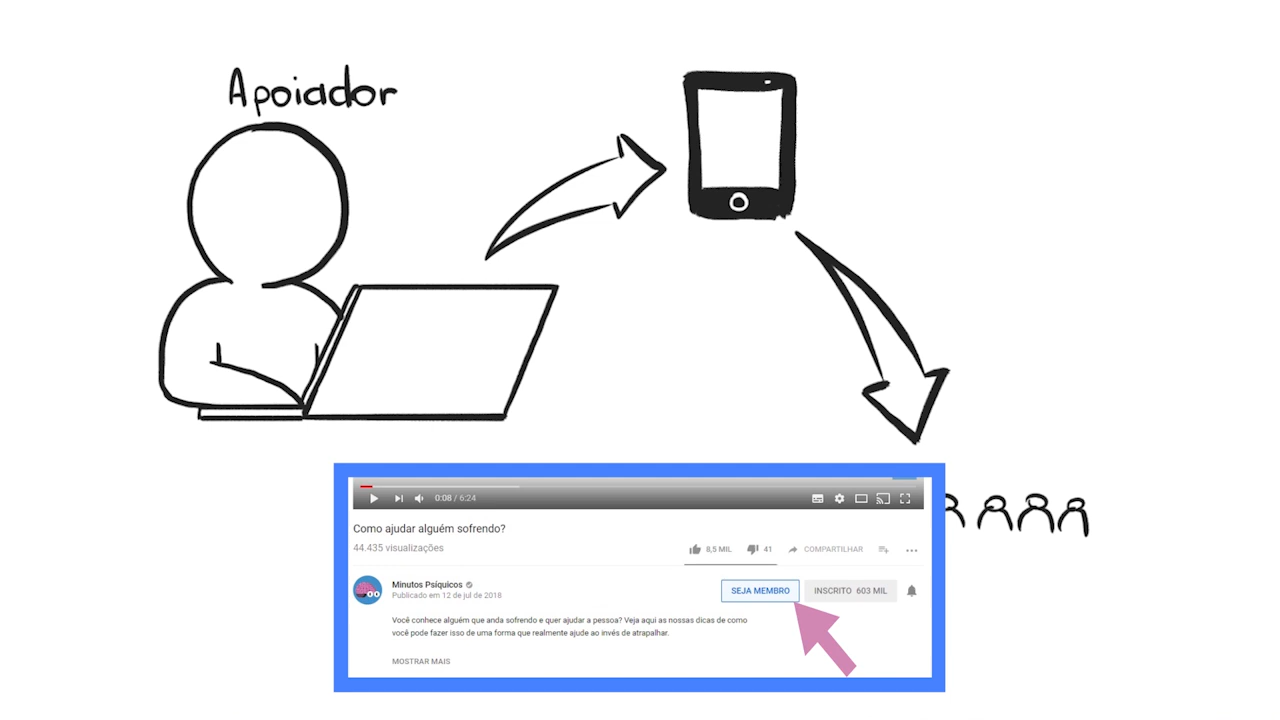 Apoiador
0:08 / 6:24
Como ajudar alguém sofrendo?
44.435 visualizações
8,5 MIL 41 COMPARTILHAR
Minutos Psíquicos
Publicado em 12 de jul de 2018
SEJA MEMBRO INSCRITO 603 MIL
Você conhece alguém que anda sofrendo e quer ajudar a pessoa? Veja aqui as nossas dicas de como
você pode fazer isso de uma forma que realmente ajude ao invés de atrapalhar.
MOSTRAR MAIS